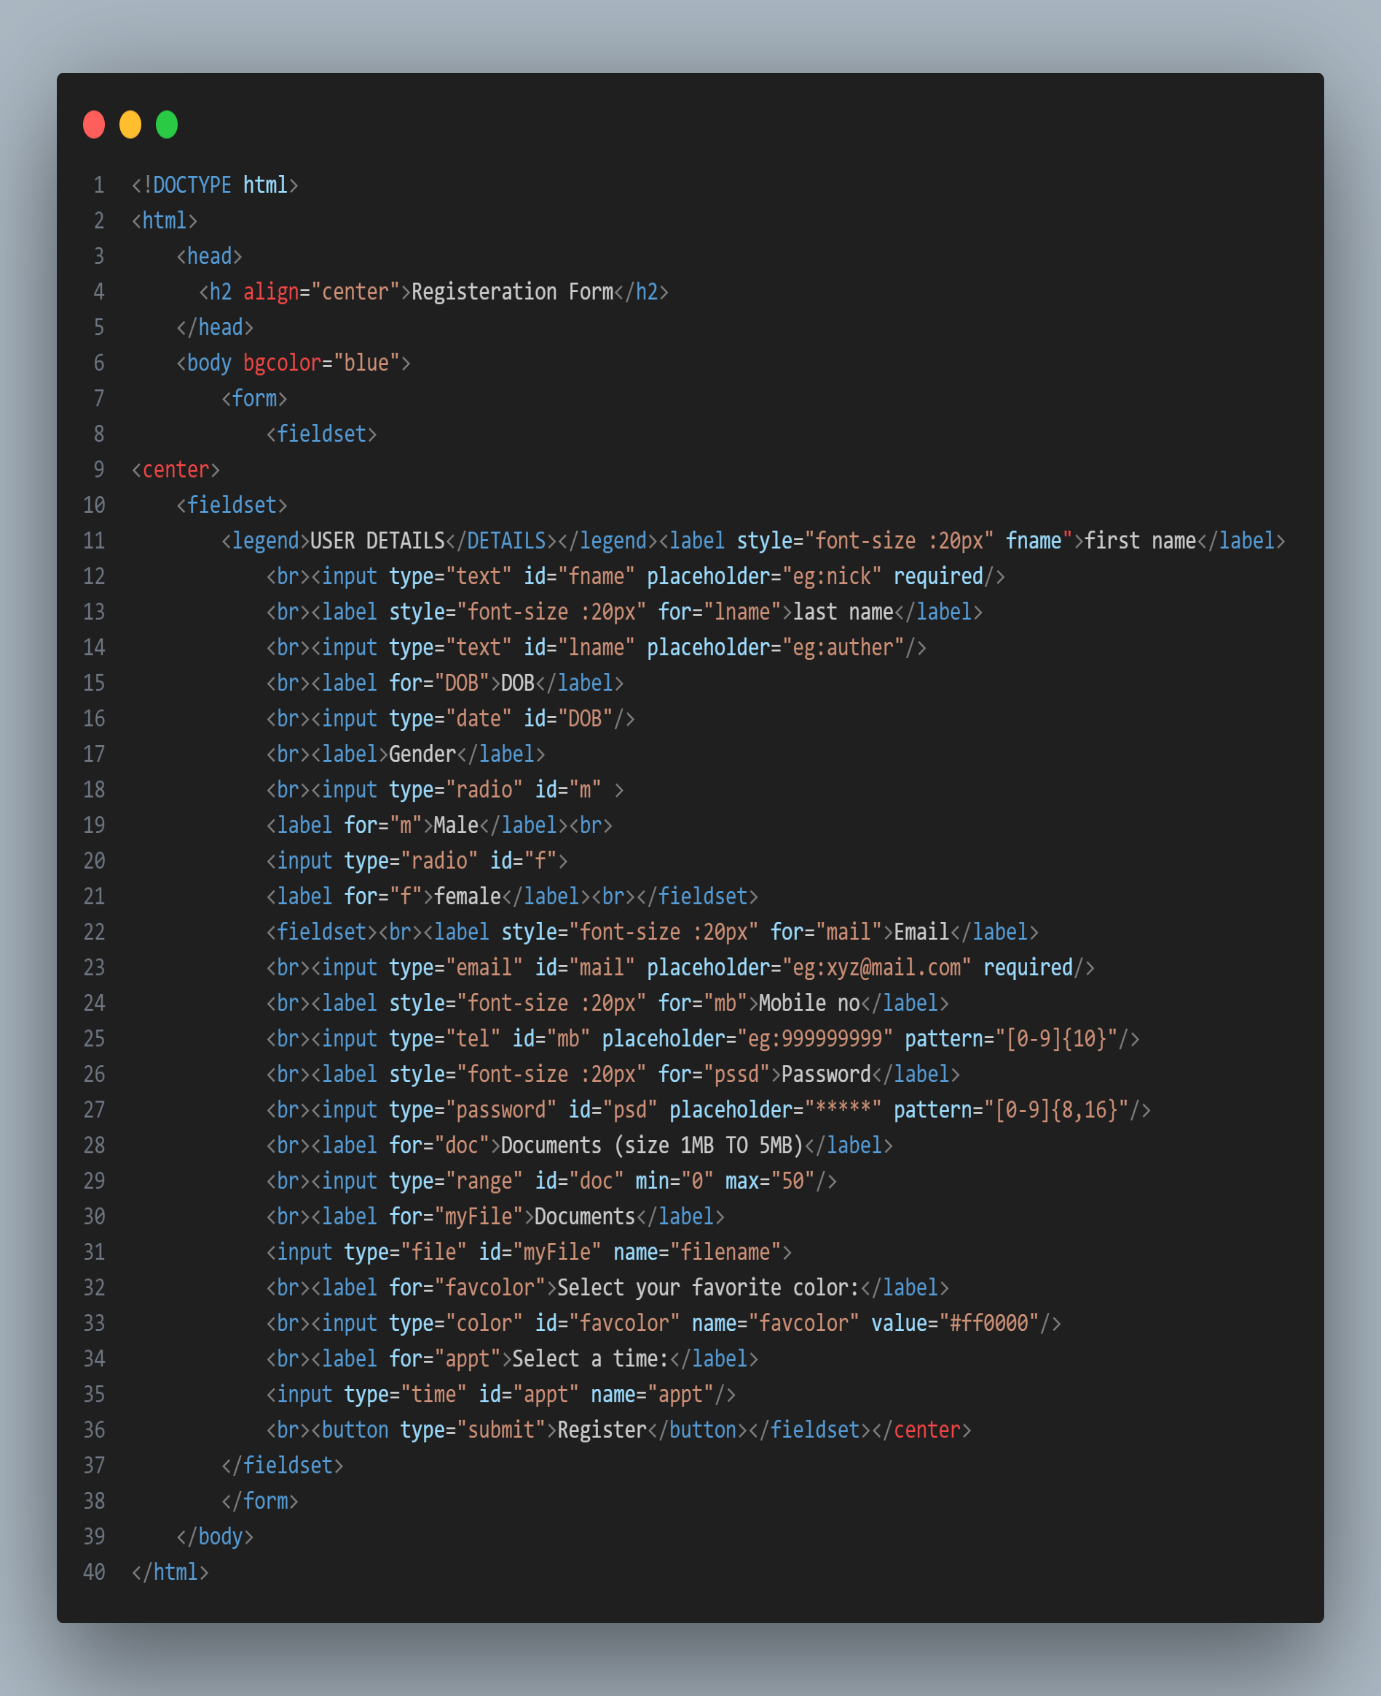 1 <!DOCTYPE html>
2 <html>
3     <head>
4       <h2 align="center">Registeration Form</h2>
5     </head>
6     <body bgcolor="blue">
7         <form>
8             <fieldset>
9 <center>
10     <fieldset>
11         <legend>USER DETAILS</DETAILS></legend><label style="font-size :20px" fname">first name</label>
12             <br><input type="text" id="fname" placeholder="eg:nick" required/>
13             <br><label style="font-size :20px" for="lname">last name</label>
14             <br><input type="text" id="lname" placeholder="eg:auther"/>
15             <br><label for="DOB">DOB</label>
16             <br><input type="date" id="DOB"/>
17             <br><label>Gender</label>
18             <br><input type="radio" id="m" >
19             <label for="m">Male</label><br>
20             <input type="radio" id="f">
21             <label for="f">female</label><br></fieldset>
22             <fieldset><br><label style="font-size :20px" for="mail">Email</label>
23             <br><input type="email" id="mail" placeholder="eg:xyz@mail.com" required/>
24             <br><label style="font-size :20px" for="mb">Mobile no</label>
25             <br><input type="tel" id="mb" placeholder="eg:999999999" pattern="[0-9]{10}"/>
26             <br><label style="font-size :20px" for="pssd">Password</label>
27             <br><input type="password" id="psd" placeholder="*****" pattern="[0-9]{8,16}"/>
28             <br><label for="doc">Documents (size 1MB TO 5MB)</label>
29             <br><input type="range" id="doc" min="0" max="50"/>
30             <br><label for="myFile">Documents</label>
31             <input type="file" id="myFile" name="filename">
32             <br><label for="favcolor">Select your favorite color:</label>
33             <br><input type="color" id="favcolor" name="favcolor" value="#ff0000"/>
34             <br><label for="appt">Select a time:</label>
35             <input type="time" id="appt" name="appt"/>
36             <br><button type="submit">Register</button></fieldset></center>
37         </fieldset>
38         </form>
39     </body>
40 </html>